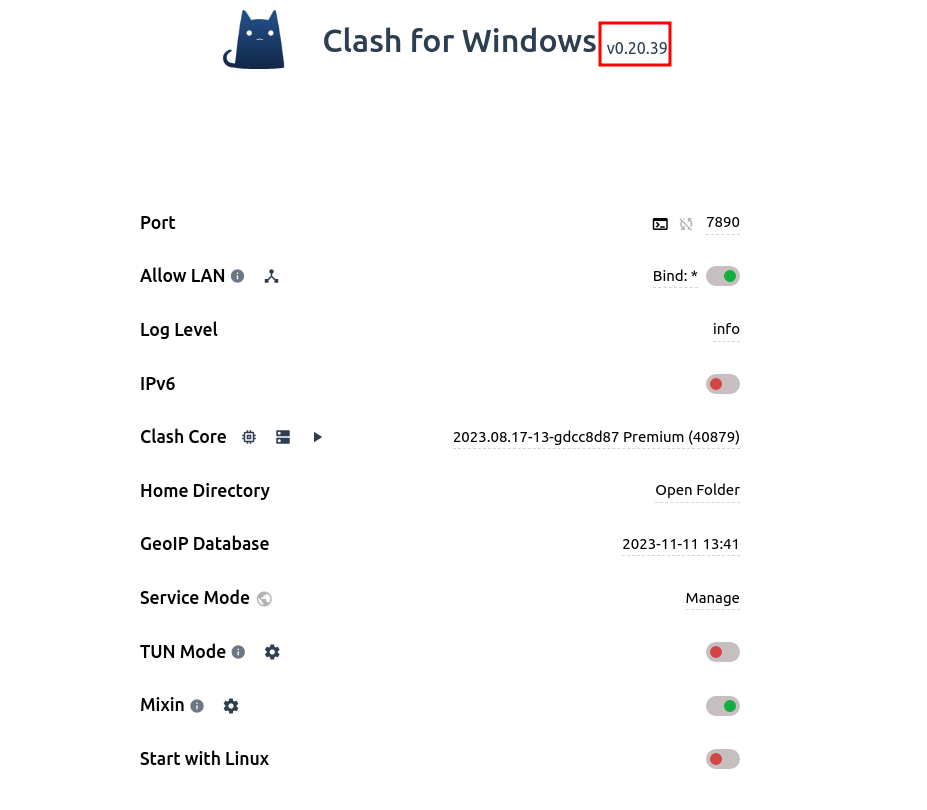 Clash for Windows v0.20.39
Port 7890
Allow LAN Bind: *
Log Level info
IPv6
Clash Core 2023.08.17-13-gdcc8d87 Premium (40879)
Home Directory Open Folder
GeoIP Database 2023-11-11 13:41
Service Mode Manage
TUN Mode
Mixin
Start with Linux